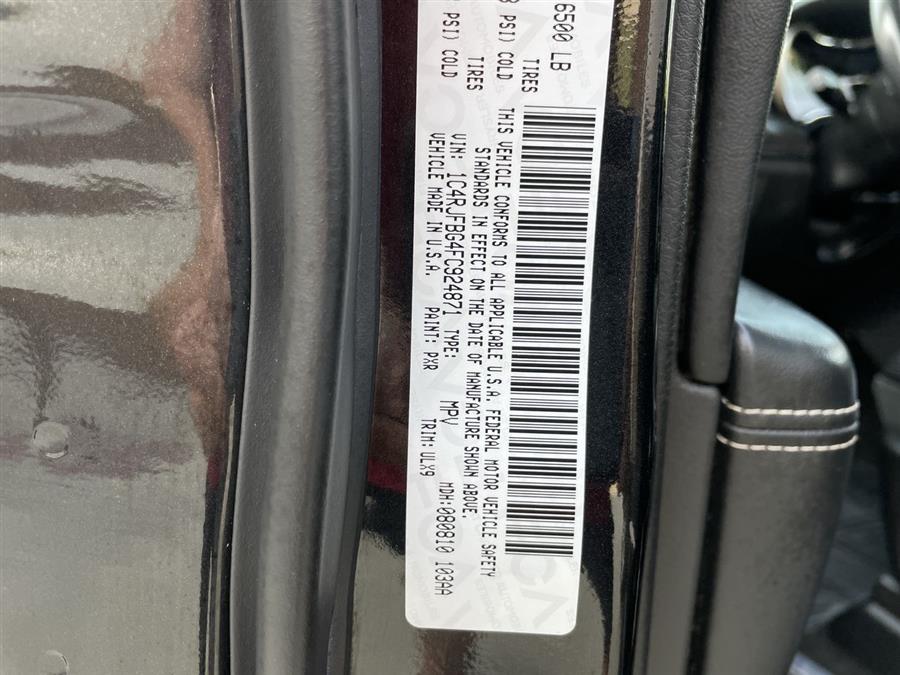 6500 LB
TIRES
PSI) COLD
TIRES
PSI) COLD
THIS VEHICLE CONFORMS TO ALL APPLICABLE U.S.A. FEDERAL MOTOR VEHICLE SAFETY
STANDARDS IN EFFECT ON THE DATE OF MANUFACTURE SHOWN ABOVE.
VIN: 1C4RJFBG4FC924871 TYPE: MPV MDH:080810 103AA
VEHICLE MADE IN U.S.A. PAINT: PXR TRIM: ULX9